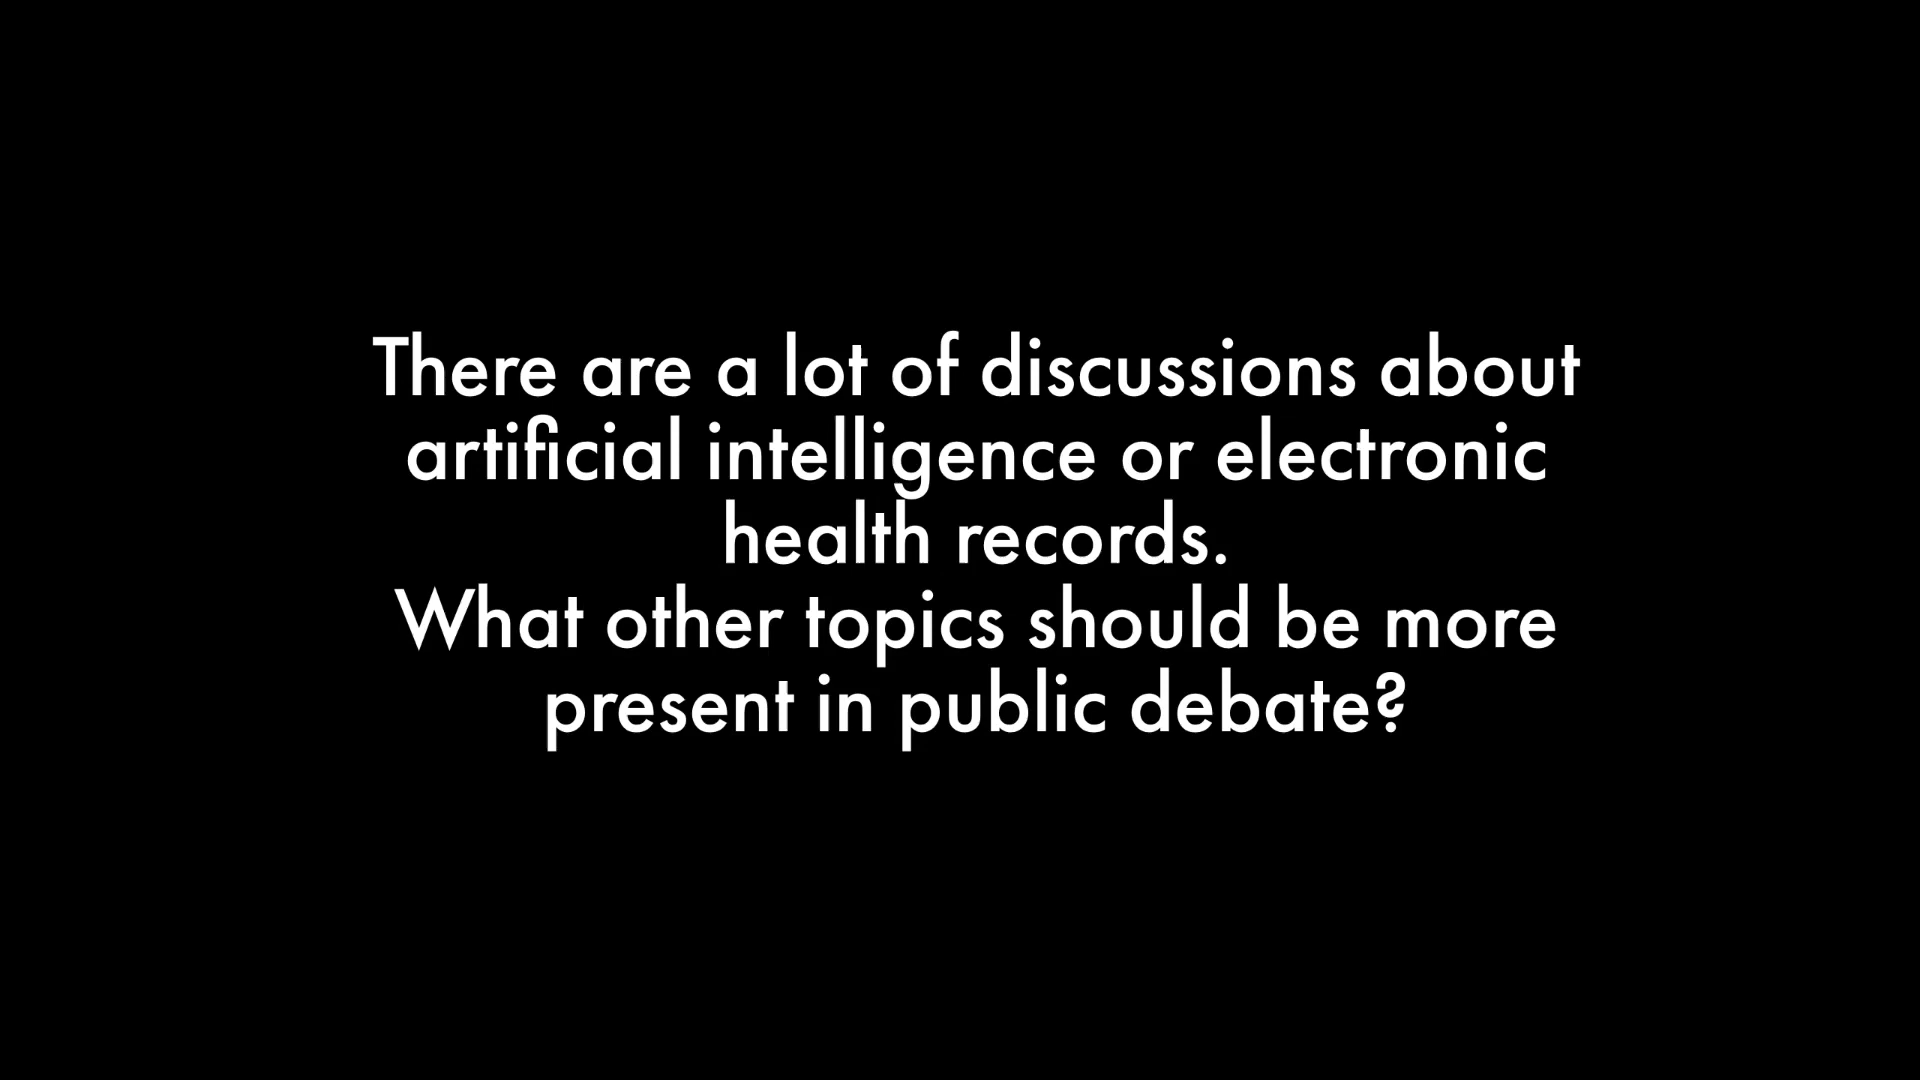 There are a lot of discussions about
artificial intelligence or electronic
health records.
What other topics should be more
present in public debate?